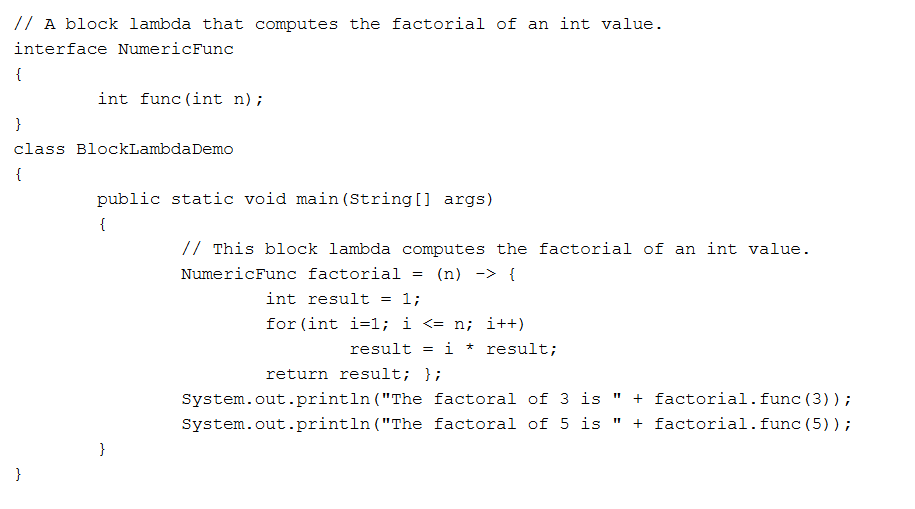 // A block lambda that computes the factorial of an int value.
interface NumericFunc
{
int func(int n);
}
class BlockLambdaDemo
{
public static void main(String[] args)
{
// This block lambda computes the factorial of an int value.
NumericFunc factorial = (n) -> {
int result = 1;
for(int i=1; i <= n; i++)
result = i * result;
return result; };
System.out.println("The factoral of 3 is " + factorial.func(3));
System.out.println("The factoral of 5 is " + factorial.func(5));
}
}